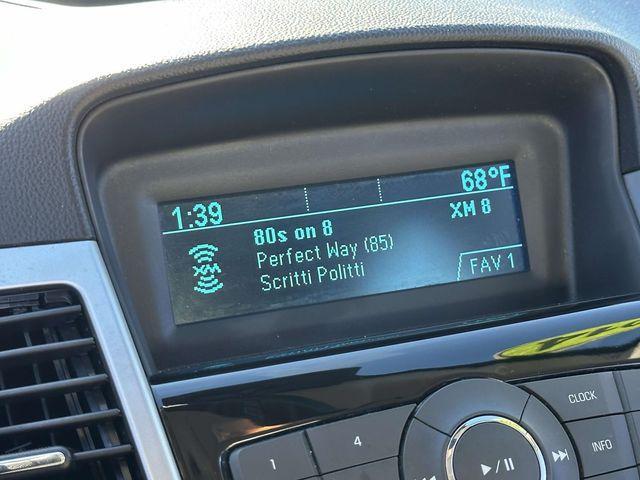 1:39 68°F
80s on 8 XM 8
XM
Perfect Way (85)
Scritti Politti
FAV 1
CLOCK
1 4
INFO